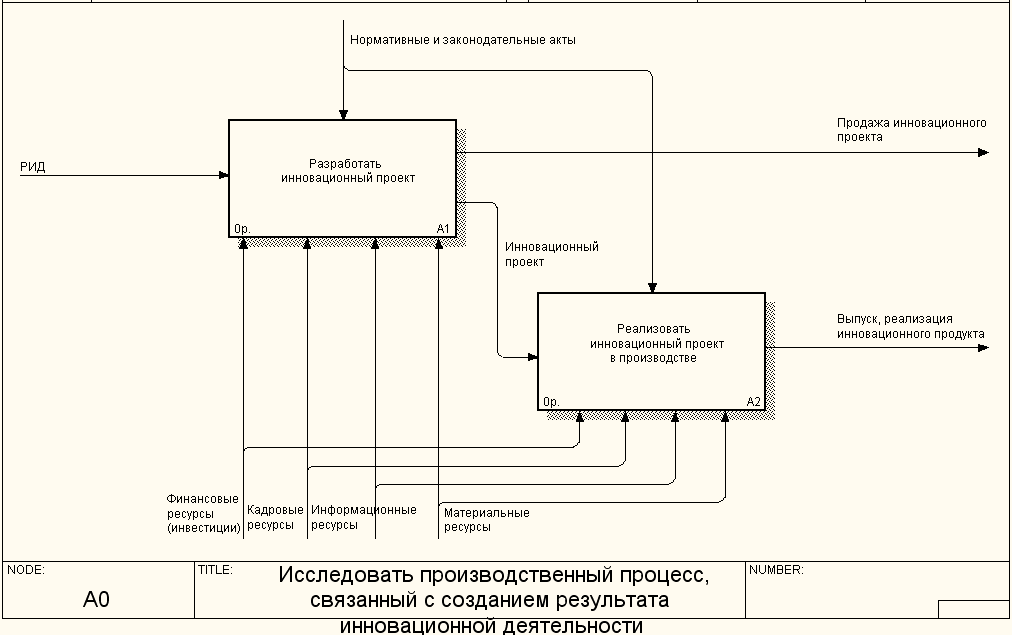 Нормативные и законодательные акты
Продажа инновационного
проекта
РИД
Разработать
инновационный проект
0р.
A1
Инновационный
проект
Выпуск, реализация
инновационного продукта
Реализовать
инновационный проект
в производстве
0р.
A2
Финансовые
ресурсы
(инвестиции)
Кадровые
ресурсы
Информационные
ресурсы
Материальные
ресурсы
NODE:
A0
TITLE:
Исследовать производственный процесс,
связанный с созданием результата
инновационной деятельности
NUMBER: